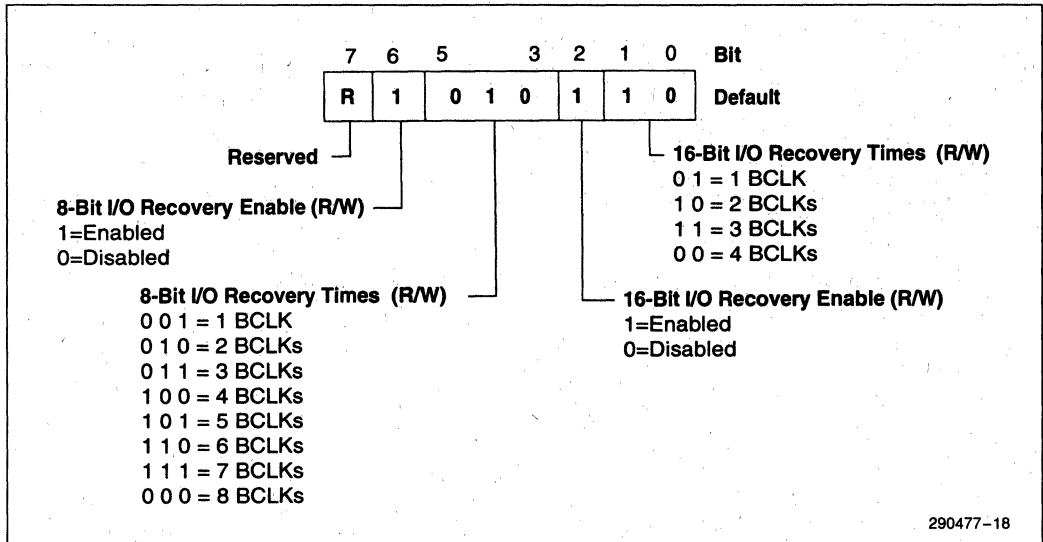 7 6 5 3 2 1 0 Bit
R 1 0 1 0 1 1 0 Default
Reserved
16-Bit I/O Recovery Times (R/W)
0 1 = 1 BCLK
1 0 = 2 BCLKs
1 1 = 3 BCLKs
0 0 = 4 BCLKs
8-Bit I/O Recovery Enable (R/W)
1=Enabled
0=Disabled
8-Bit I/O Recovery Times (R/W)
0 0 1 = 1 BCLK
0 1 0 = 2 BCLKs
0 1 1 = 3 BCLKs
1 0 0 = 4 BCLKs
1 0 1 = 5 BCLKs
1 1 0 = 6 BCLKs
1 1 1 = 7 BCLKs
0 0 0 = 8 BCLKs
16-Bit I/O Recovery Enable (R/W)
1=Enabled
0=Disabled
290477-18